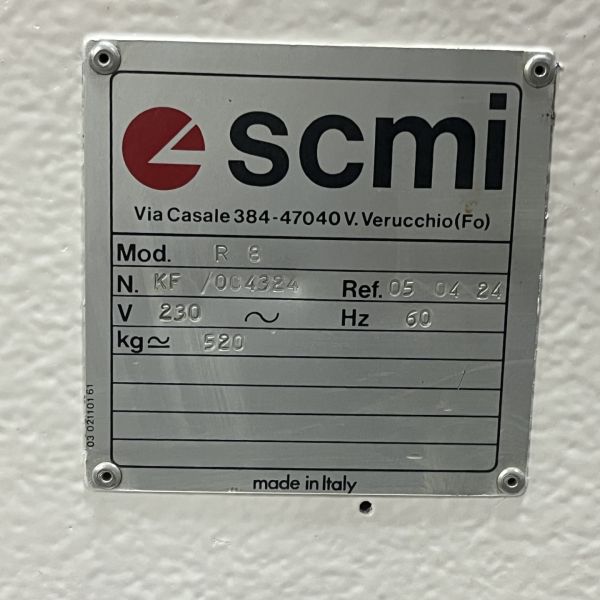 scmi
Via Casale 384-47040 V. Verucchio (Fo)
Mod. R 8
N. KF /004324 Ref. 05 04 24
V 230 ~ Hz 60
kg ≃ 520
03 02110161
made in Italy